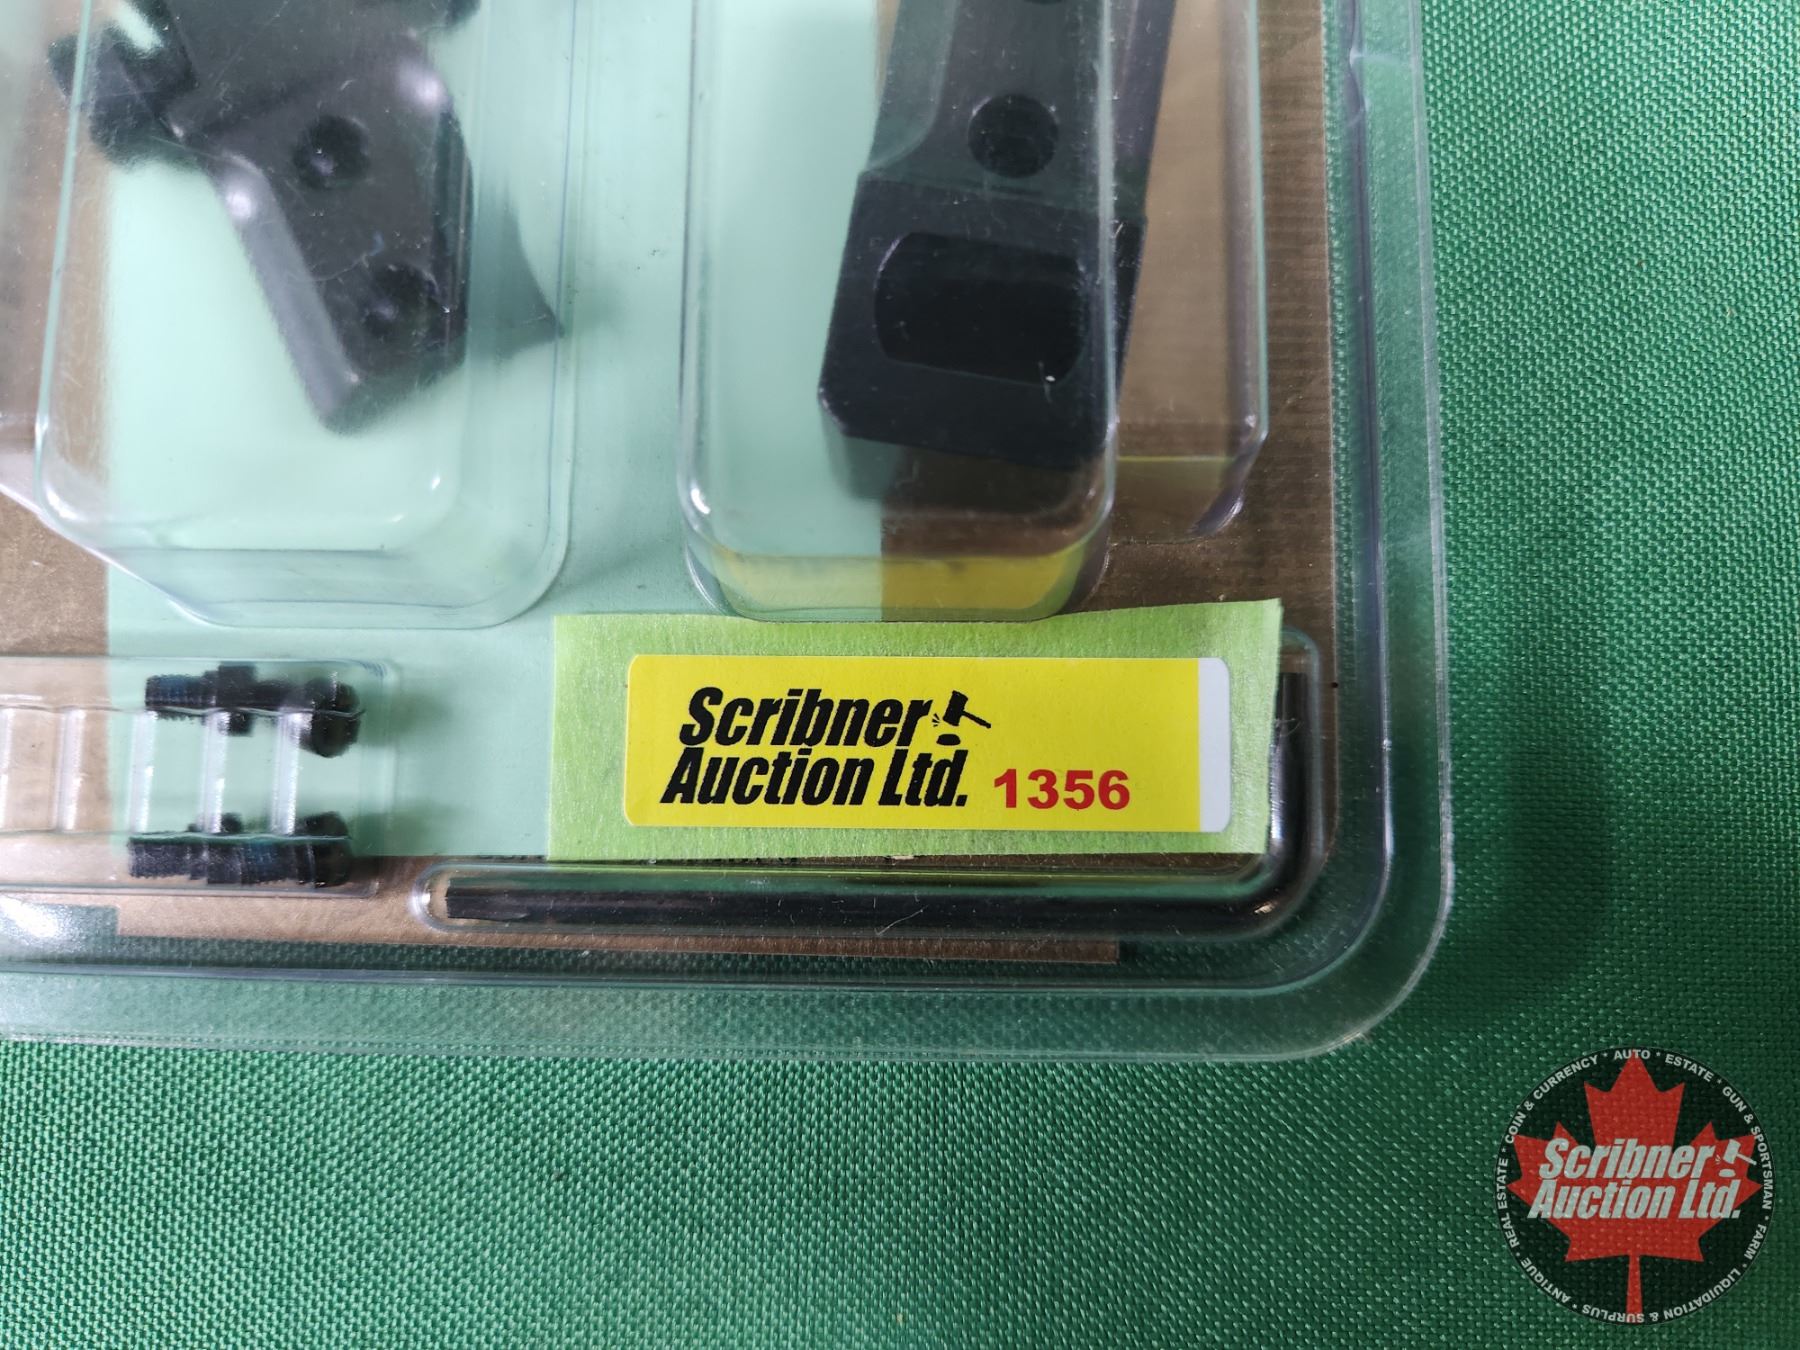 Scribner
Auction Ltd. 1356
COIN & CURRENCY * AUTO * ESTATE * GUN & SPORTSMAN * FARM * LIQUIDATION & SURPLUS * ANTIQUE * REAL ESTATE *
Scribner
Auction Ltd.